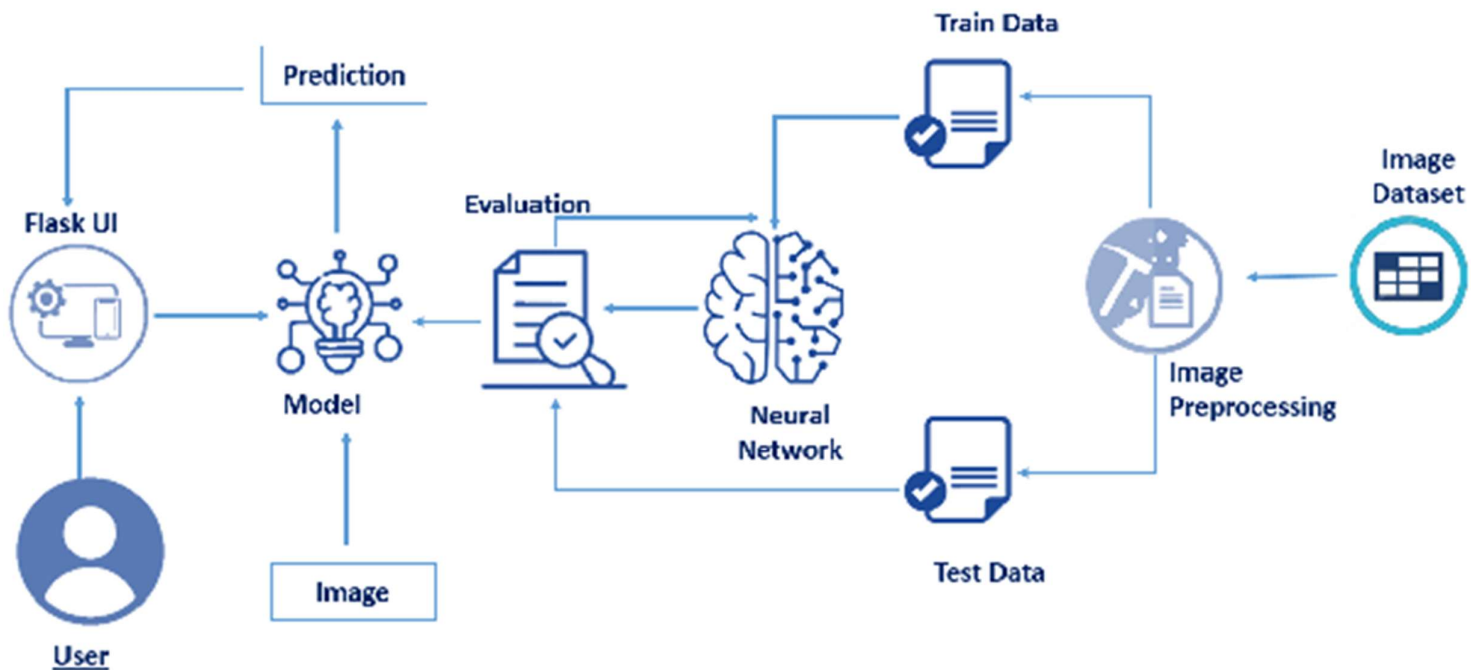 Train Data
Prediction
Image
Dataset
Evaluation
Flask UI
Image
Preprocessing
Model
Neural
Network
Test Data
Image
User